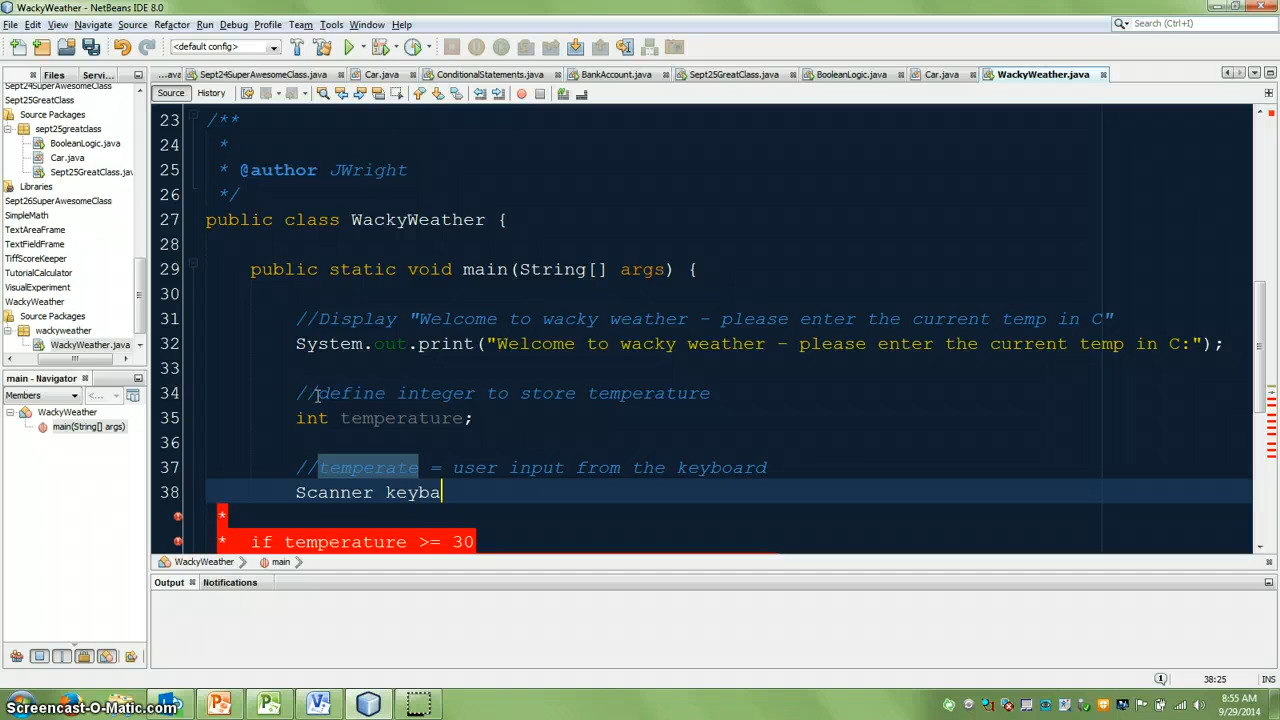 WackyWeather - NetBeans IDE 8.0
File Edit View Navigate Source Refactor Run Debug Profile Team Tools Window Help
<default config>
Search (Ctrl+I)
Files Servi...
...ava Sept24SuperAwesomeClass.java Car.java ConditionalStatements.java BankAccount.java Sept25GreatClass.java BooleanLogic.java Car.java WackyWeather.java
Source History
Sept24SuperAwesomeClass
Sept25GreatClass
Source Packages
sept25greatclass
BooleanLogic.java
Car.java
Sept25GreatClass.jav
Libraries
Sept26SuperAwesomeClass
SimpleMath
TextAreaFrame
TextFieldFrame
TiffScoreKeeper
TutorialCalculator
VisualExperiment
WackyWeather
Source Packages
wackyweather
WackyWeather.java
main - Navigator
Members <...>
WackyWeather
main(String[] args)
23 /**
24 *
25 * @author JWright
26 */
27 public class WackyWeather {
28
29 public static void main(String[] args) {
30
31 //Display "Welcome to wacky weather - please enter the current temp in C"
32 System.out.print("Welcome to wacky weather - please enter the current temp in C:");
33
34 //define integer to store temperature
35 int temperature;
36
37 //temperate = user input from the keyboard
38 Scanner keyba
*
* if temperature >= 30
WackyWeather main
Output Notifications
1 38:25 INS
Screencast-O-Matic.com
8:55 AM
9/29/2014